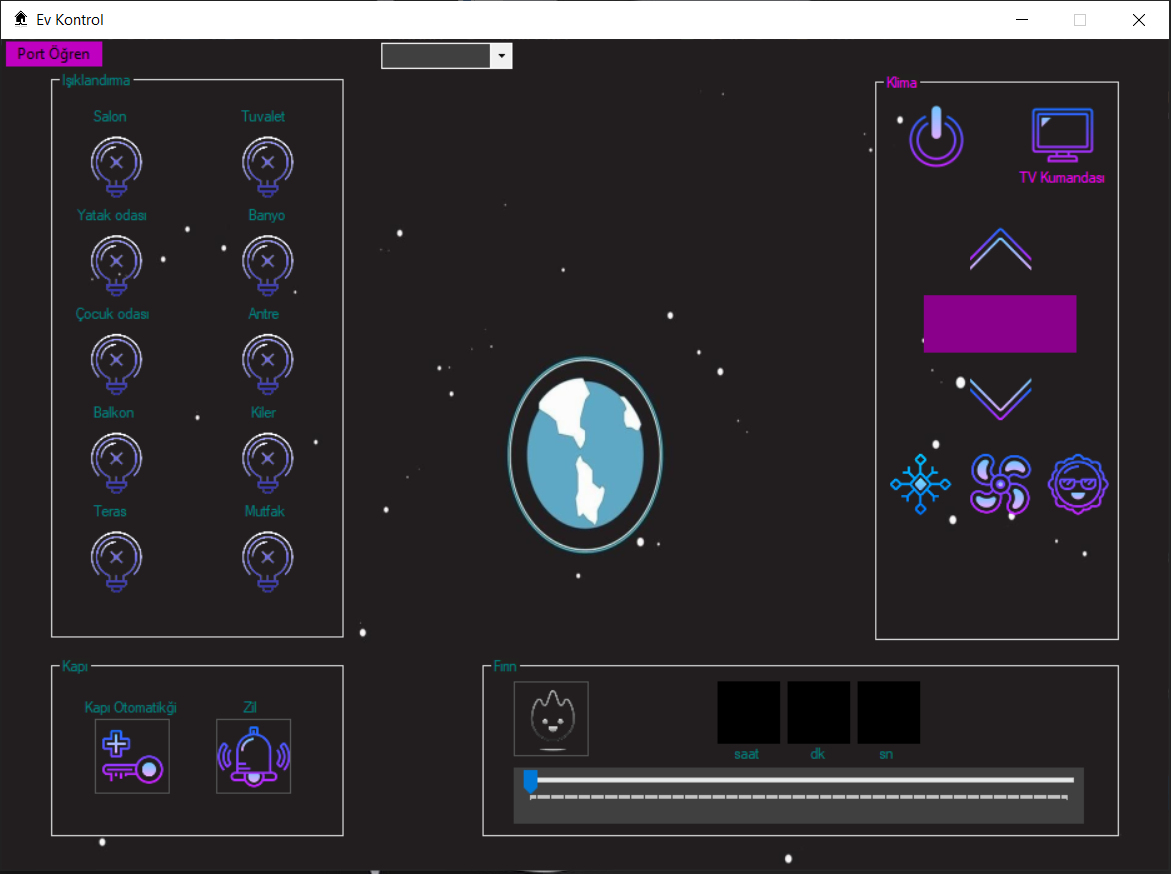 Ev Kontrol
Port Öğren
Işıklandırma
Salon
Tuvalet
Yatak odası
Banyo
Çocuk odası
Antre
Balkon
Kiler
Teras
Mutfak
Klima
TV Kumandası
Kapı
Kapı Otomatikği
Zil
Fırın
saat
dk
sn